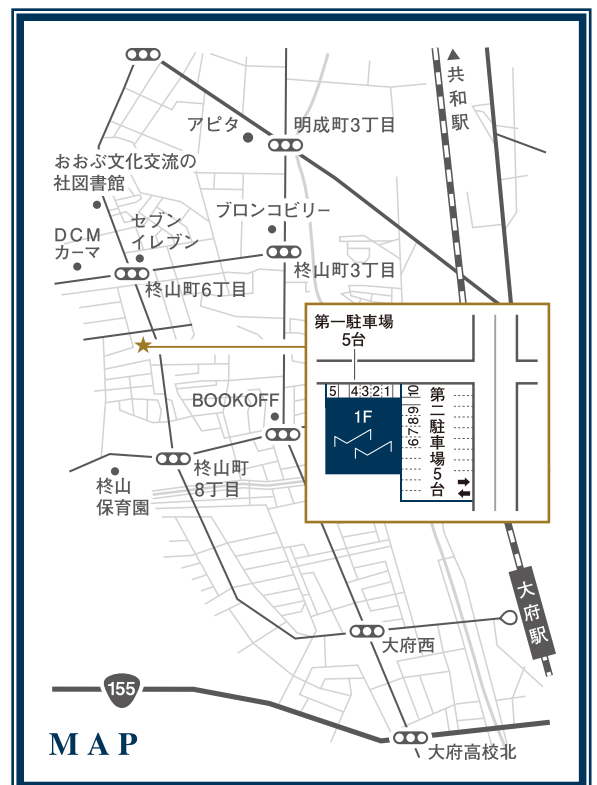 ▲
共和駅
アピタ
明成町3丁目
おおぶ文化交流の
社図書館
セブン
イレブン
ブロンコビリー
DCM
カーマ
柊山町6丁目
柊山町3丁目
第一駐車場
5台
5 4 3 2 1
10
9
8
7
6
第二駐車場5台
1F
BOOKOFF
柊山町
8丁目
柊山
保育園
大府駅
大府西
155
MAP
大府高校北